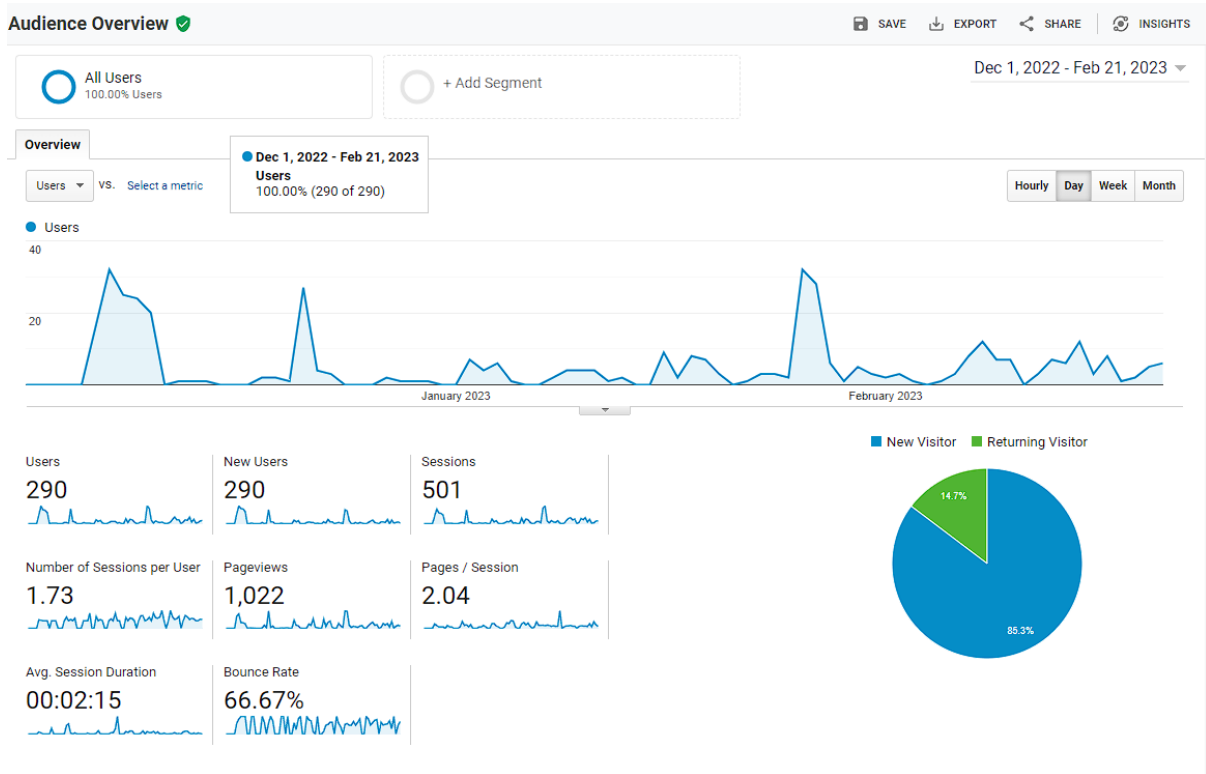 Audience Overview
SAVE EXPORT SHARE INSIGHTS
All Users
100.00% Users
+ Add Segment
Dec 1, 2022 - Feb 21, 2023
Overview
Dec 1, 2022 - Feb 21, 2023
Users
100.00% (290 of 290)
Users VS. Select a metric
Hourly Day Week Month
Users
40
20
January 2023 February 2023
New Visitor Returning Visitor
Users
290
New Users
290
Sessions
501
Number of Sessions per User
1.73
Pageviews
1,022
Pages / Session
2.04
Avg. Session Duration
00:02:15
Bounce Rate
66.67%
14.7%
85.3%